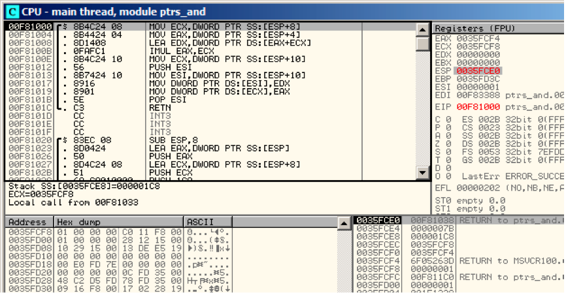 CPU - main thread, module ptrs_and
00F81000 8B4C24 08 MOV ECX,DWORD PTR SS:[ESP+8]
00F81004 8B4424 04 MOV EAX,DWORD PTR SS:[ESP+4]
00F81008 8D1408 LEA EDX,DWORD PTR DS:[EAX+ECX]
00F8100B 0FAFC1 IMUL EAX,ECX
00F8100E 8B4C24 10 MOV ECX,DWORD PTR SS:[ESP+10]
00F81012 56 PUSH ESI
00F81013 8B7424 10 MOV ESI,DWORD PTR SS:[ESP+10]
00F81017 8916 MOV DWORD PTR DS:[ESI],EDX
00F81019 8901 MOV DWORD PTR DS:[ECX],EAX
00F8101B 5E POP ESI
00F8101C C3 RETN
00F8101D CC INT3
00F8101E CC INT3
00F8101F CC INT3
00F81020 83EC 08 SUB ESP,8
00F81023 8D0424 LEA EAX,DWORD PTR SS:[ESP]
00F81026 50 PUSH EAX
00F81027 8D4C24 08 LEA ECX,DWORD PTR SS:[ESP+8]
00F8102B 51 PUSH ECX
Stack SS:[0035FCE8]=000001C8
ECX=0035FCF8
Local call from 00F81033
Registers (FPU)
EAX 0035FCF4
ECX 0035FCF8
EDX 00000000
EBX 00000000
ESP 0035FCE0
EBP 0035FD3C
ESI 00000001
EDI 00F83388 ptrs_and.
EIP 00F81000 ptrs_and.
C 0 ES 002B 32bit 0(FFF
P 0 CS 0023 32bit 0(FFF
A 0 SS 002B 32bit 0(FFF
Z 0 DS 002B 32bit 0(FFF
S 0 FS 0053 32bit 7EFDD
T 0 GS 002B 32bit 0(FFF
D 0
O 0 LastErr ERROR_SUCCE
EFL 00000202 (NO,NB,NE,A
ST0 empty 0.0
ST1 empty 0.0
Address Hex dump ASCII
0035FCF8 01 00 00 00 C0 11 F8 00
0035FD00 01 00 00 00 28 12 15 00
0035FD08 10 29 15 00 13 DE E5 19
0035FD10 00 00 00 00 00 00 00 00
0035FD18 00 E0 FD 7E 00 00 00 00
0035FD20 00 00 00 00 0C FD 35 00
0035FD28 48 C2 D5 FD 78 FD 35 00
0035FD30 09 16 F8 00 17 02 28 19
0035FCE0 00F81038 RETURN to ptrs_and.
0035FCE4 0000007B
0035FCE8 000001C8
0035FCEC 0035FCF8
0035FCF0 0035FCF4
0035FCF4 6F05263D RETURN to MSVCR100.
0035FCF8 00000001
0035FCFC 00F811C0 RETURN to ptrs_and.
0035FD00 00000001